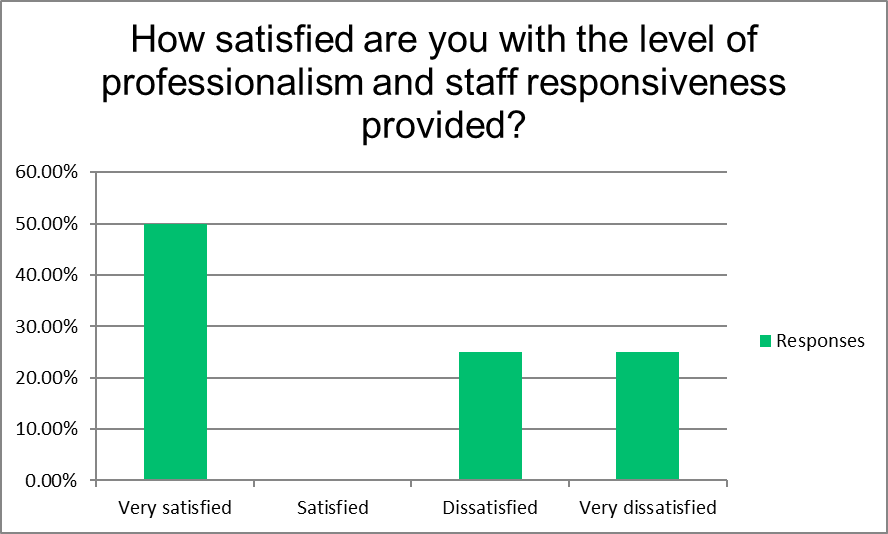 How satisfied are you with the level of
professionalism and staff responsiveness
provided?
60.00%
50.00%
40.00%
30.00%
20.00%
10.00%
0.00%
Very satisfied
Satisfied
Dissatisfied
Very dissatisfied
Responses